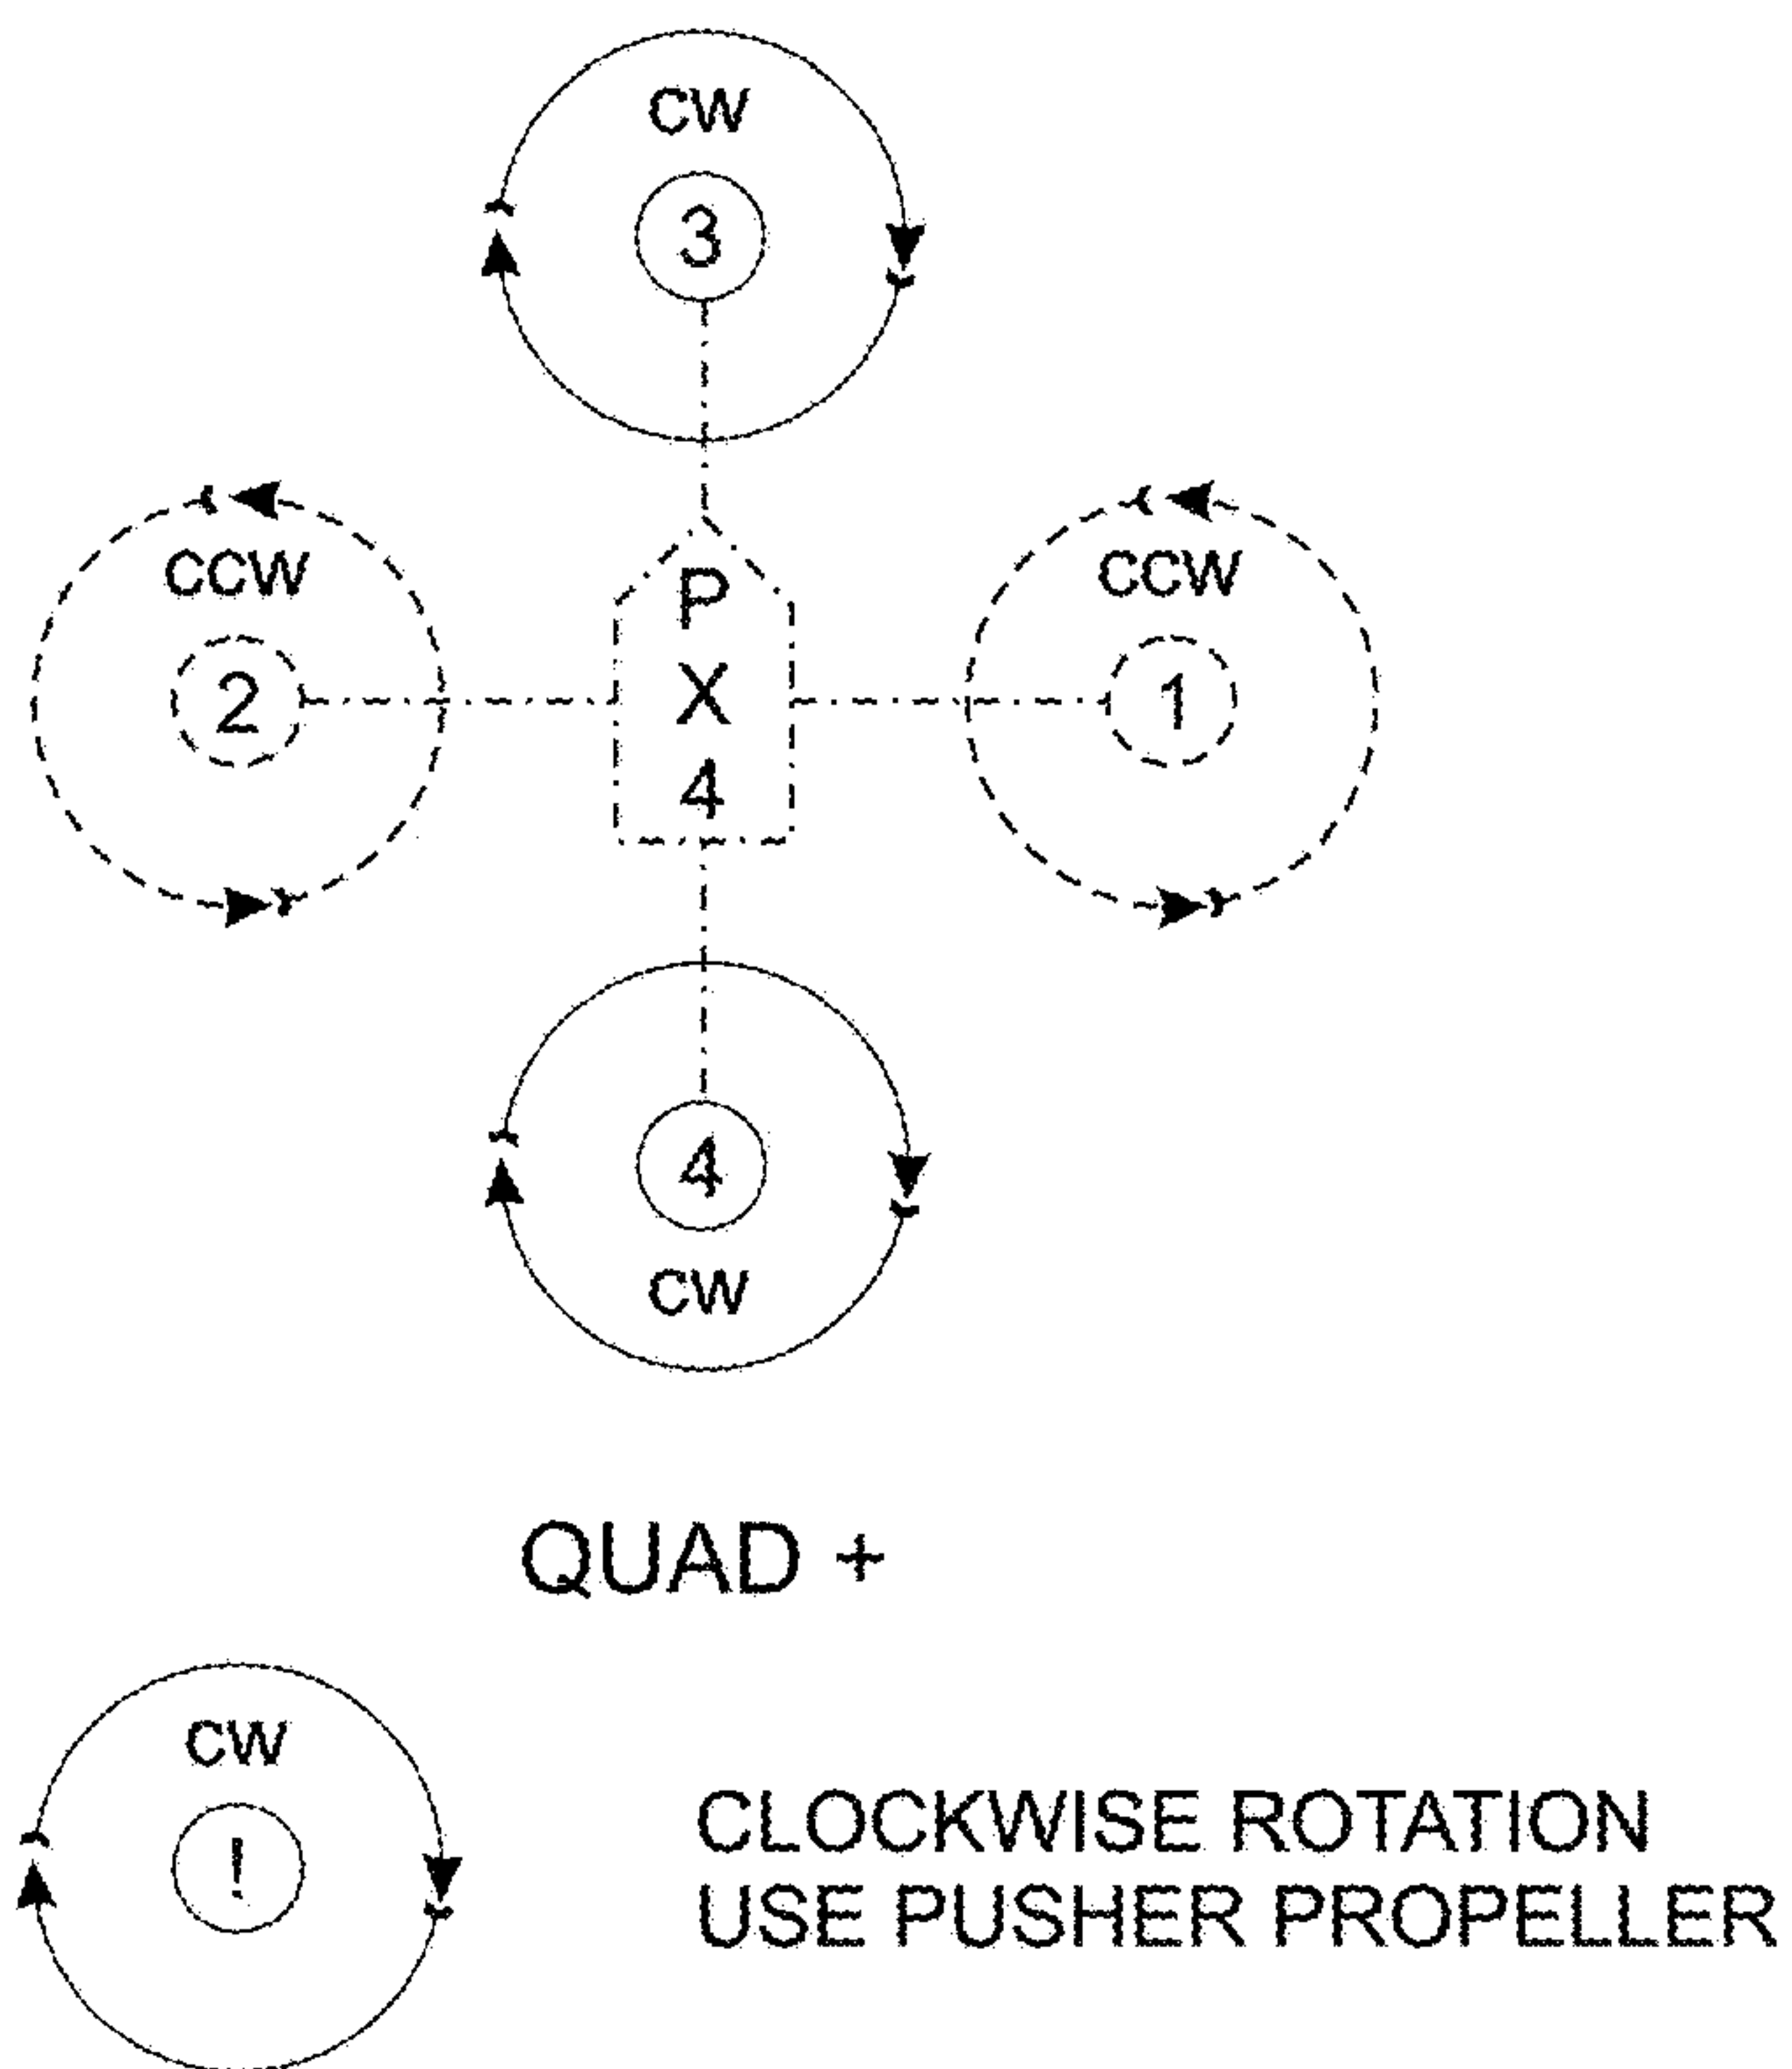 CW
3
CCW
CCW
P
2
X
1
4
4
CW
QUAD +
CW
!
CLOCKWISE ROTATION
USE PUSHER PROPELLER